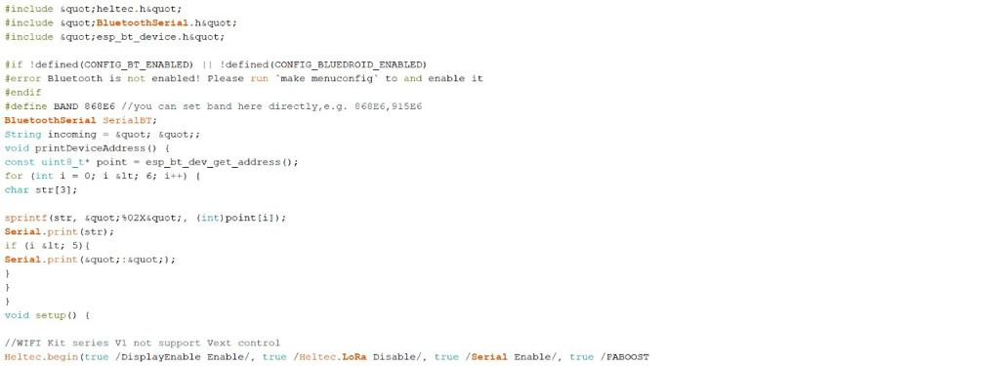 #include &quot;heltec.h&quot;
#include &quot;BluetoothSerial.h&quot;
#include &quot;esp_bt_device.h&quot;
#if !defined(CONFIG_BT_ENABLED) || !defined(CONFIG_BLUEDROID_ENABLED)
#error Bluetooth is not enabled! Please run `make menuconfig` to and enable it
#endif
#define BAND 868E6 //you can set band here directly,e.g. 868E6,915E6
BluetoothSerial SerialBT;
String incoming = &quot; &quot;;
void printDeviceAddress() {
const uint8_t* point = esp_bt_dev_get_address();
for (int i = 0; i &lt; 6; i++) {
char str[3];
sprintf(str, &quot;%02X&quot;, (int)point[i]);
Serial.print(str);
if (i &lt; 5){
Serial.print(&quot;:&quot;);
}
}
}
void setup() {
//WIFI Kit series V1 not support Vext control
Heltec.begin(true /DisplayEnable Enable/, true /Heltec.LoRa Disable/, true /Serial Enable/, true /PABOOST